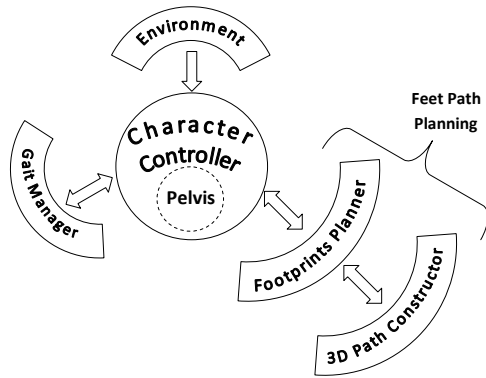 Environment
Character
Controller
Pelvis
Gait Manager
Feet Path
Planning
Footprints Planner
3D Path Constructor